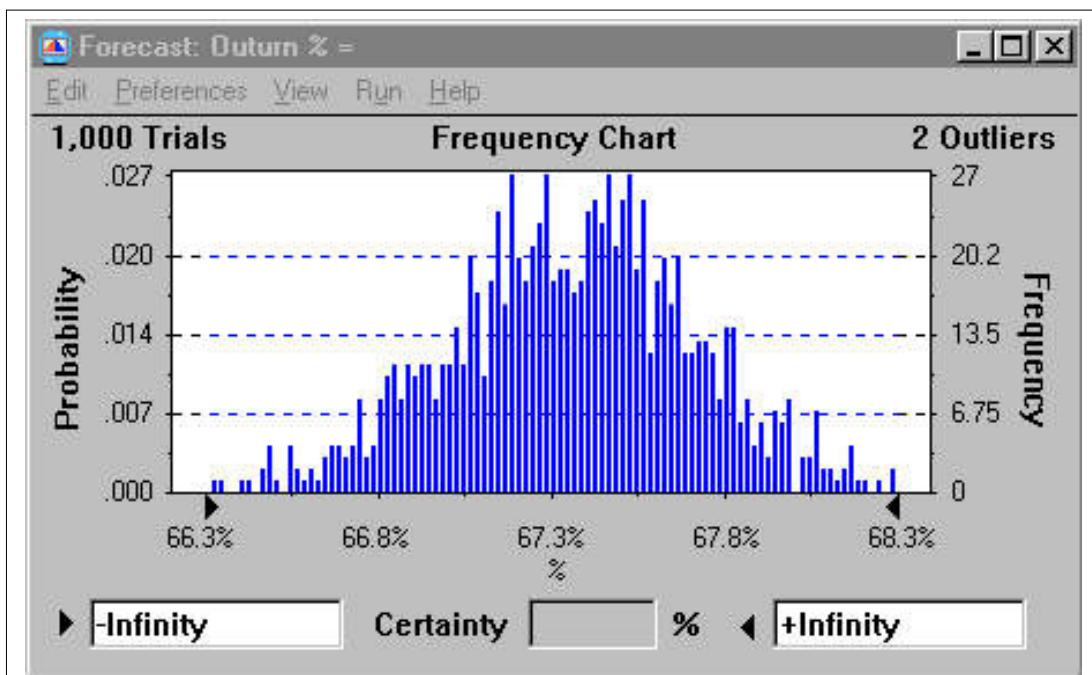 Forecast: Outurn % =
Edit Preferences View Run Help
1,000 Trials Frequency Chart 2 Outliers
.027 27
.020 20.2
.014 13.5
.007 6.75
.000 0
Probability
Frequency
66.3% 66.8% 67.3% 67.8% 68.3%
%
-Infinity Certainty % +Infinity